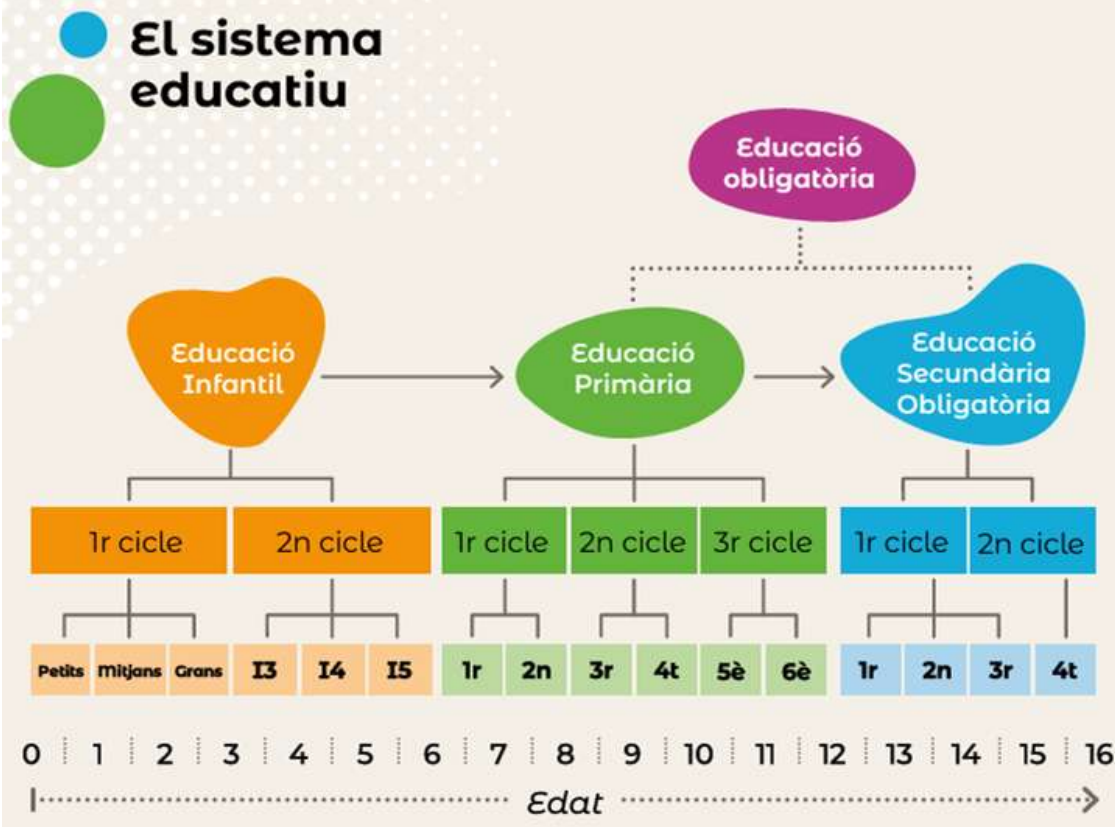 El sistema
educatiu
Educació
obligatòria
Educació
Infantil
Educació
Primària
Educació
Secundària
Obligatòria
1r cicle 2n cicle 1r cicle 2n cicle 3r cicle 1r cicle 2n cicle
Petits Mitjans Grans I3 I4 I5 1r 2n 3r 4t 5è 6è 1r 2n 3r 4t
0 1 2 3 4 5 6 7 8 9 10 11 12 13 14 15 16
Edat